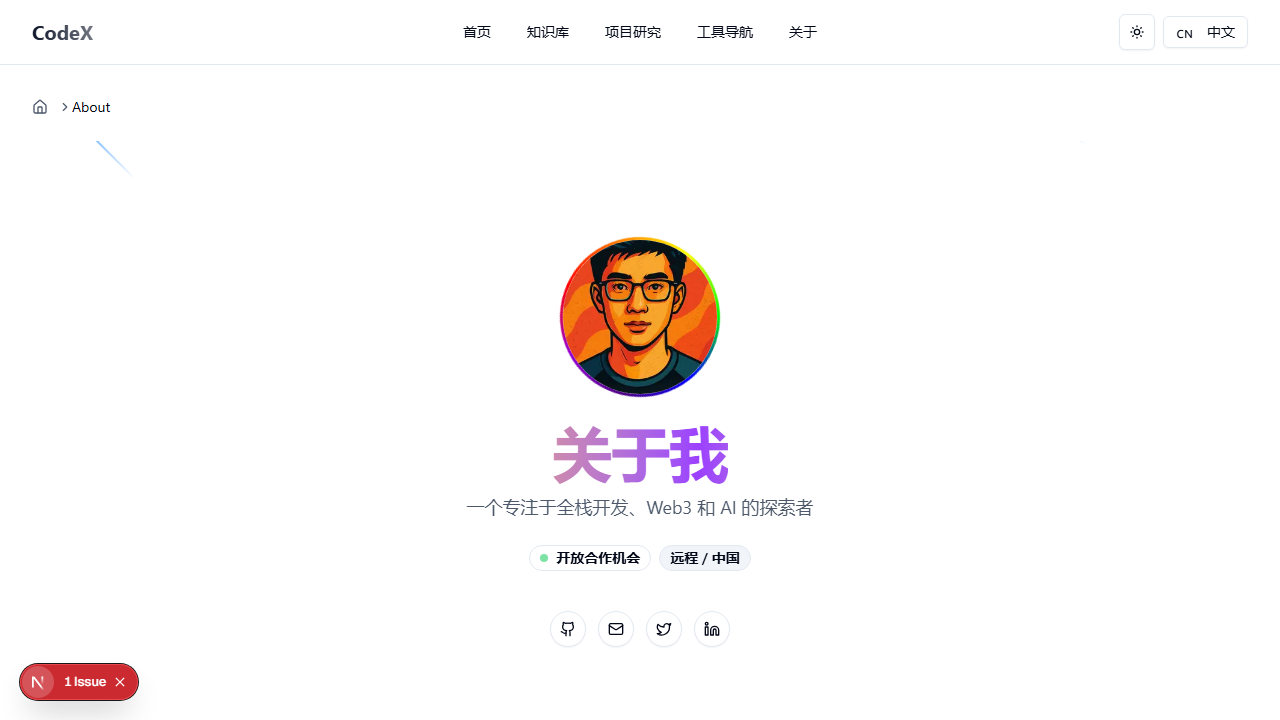 CodeX
首页 知识库 项目研究 工具导航 关于
CN 中文
About
关于我
一个专注于全栈开发、Web3 和 AI 的探索者
开放合作机会 远程 / 中国
N 1 Issue